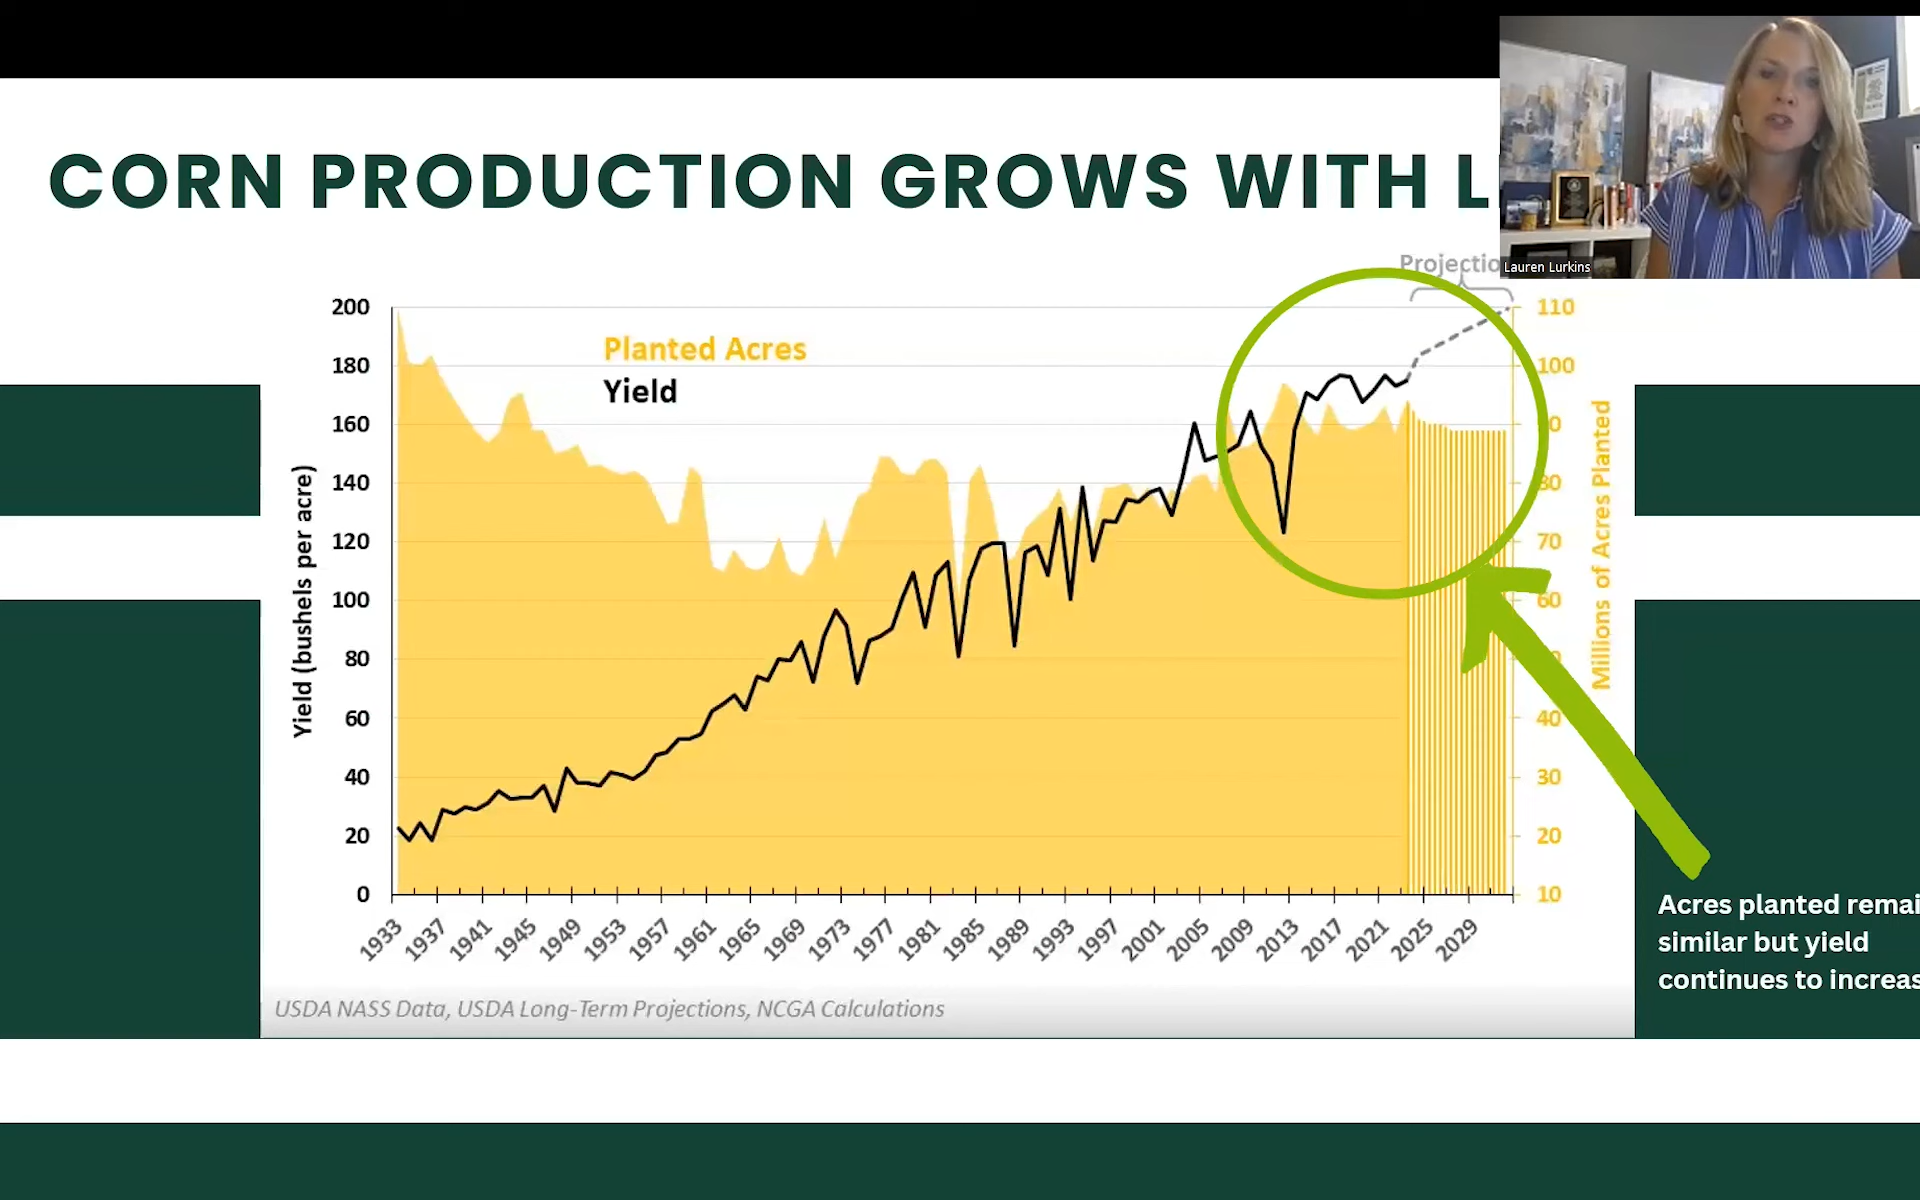 CORN PRODUCTION GROWS WITH L
Lauren Lurkins
Projectio
Planted Acres
Yield
200
180
160
140
120
100
80
60
40
20
0
Yield (bushels per acre)
110
100
0
80
70
60
0
40
30
20
10
Millions of Acres Planted
1933 1937 1941 1945 1949 1953 1957 1961 1965 1969 1973 1977 1981 1985 1989 1993 1997 2001 2005 2009 2013 2017 2021 2025 2029
Acres planted remai
similar but yield
continues to increas
USDA NASS Data, USDA Long-Term Projections, NCGA Calculations